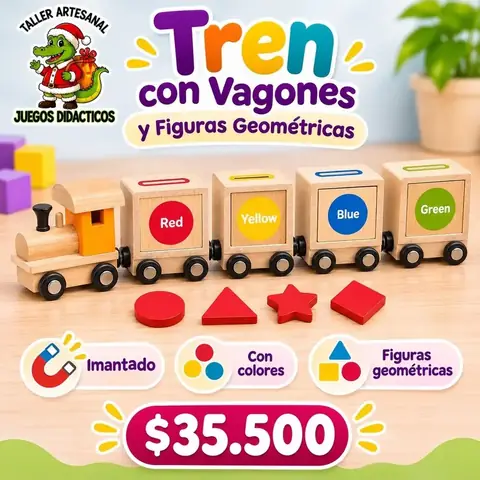 TALLER ARTESANAL
JUEGOS DIDACTICOS
Tren
con Vagones
y Figuras Geométricas
Red
Yellow
Blue
Green
Imantado
Con
colores
Figuras
geométricas
$35.500